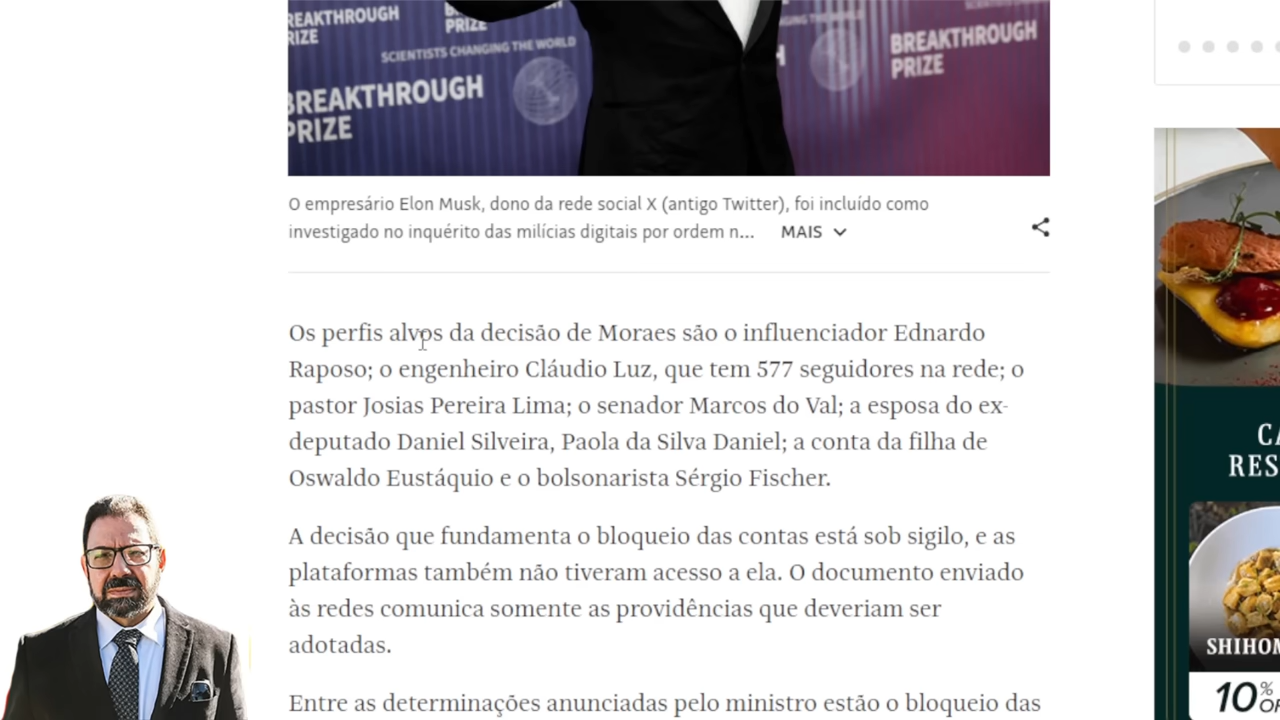 BREAKTHROUGH
PRIZE
PRIZE
SCIENTISTS CHANGING THE WORLD
BREAKTHROUGH
PRIZE
BREAKTHROUGH
PRIZE
O empresário Elon Musk, dono da rede social X (antigo Twitter), foi incluído como
investigado no inquérito das milícias digitais por ordem n... MAIS
Os perfis alvos da decisão de Moraes são o influenciador Ednardo
Raposo; o engenheiro Cláudio Luz, que tem 577 seguidores na rede; o
pastor Josias Pereira Lima; o senador Marcos do Val; a esposa do ex-
deputado Daniel Silveira, Paola da Silva Daniel; a conta da filha de
Oswaldo Eustáquio e o bolsonarista Sérgio Fischer.
A decisão que fundamenta o bloqueio das contas está sob sigilo, e as
plataformas também não tiveram acesso a ela. O documento enviado
às redes comunica somente as providências que deveriam ser
adotadas.
Entre as determinações anunciadas pelo ministro estão o bloqueio das
CA
RES
SHIHOM
10%